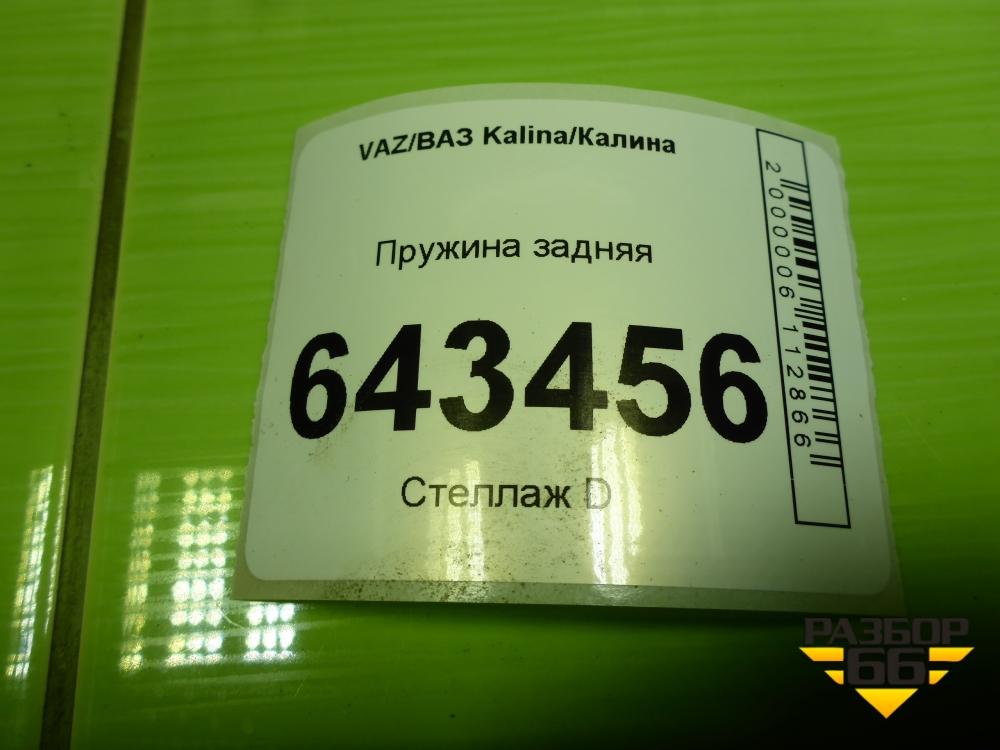 VAZ/ВАЗ Kalina/Калина
Пружина задняя
643456
Стеллаж D
2000006112866
РАЗБОР
66